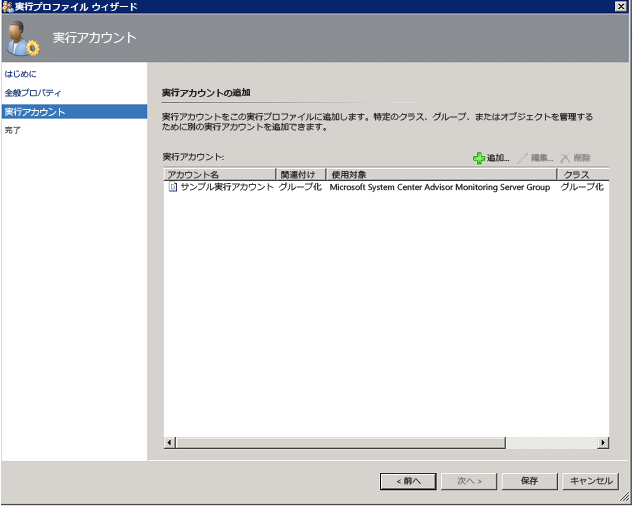 実行プロファイル ウィザード
実行アカウント
はじめに
全般プロパティ
実行アカウント
完了
実行アカウントの追加
実行アカウントをこの実行プロファイルに追加します。特定のクラス、グループ、またはオブジェクトを管理する
ために別の実行アカウントを追加できます。
実行アカウント:
追加... 編集... 削除
アカウント名 関連付け 使用対象 クラス
サンプル実行アカウント グループ化 Microsoft System Center Advisor Monitoring Server Group グループ化
< 前へ 次へ > 保存 キャンセル